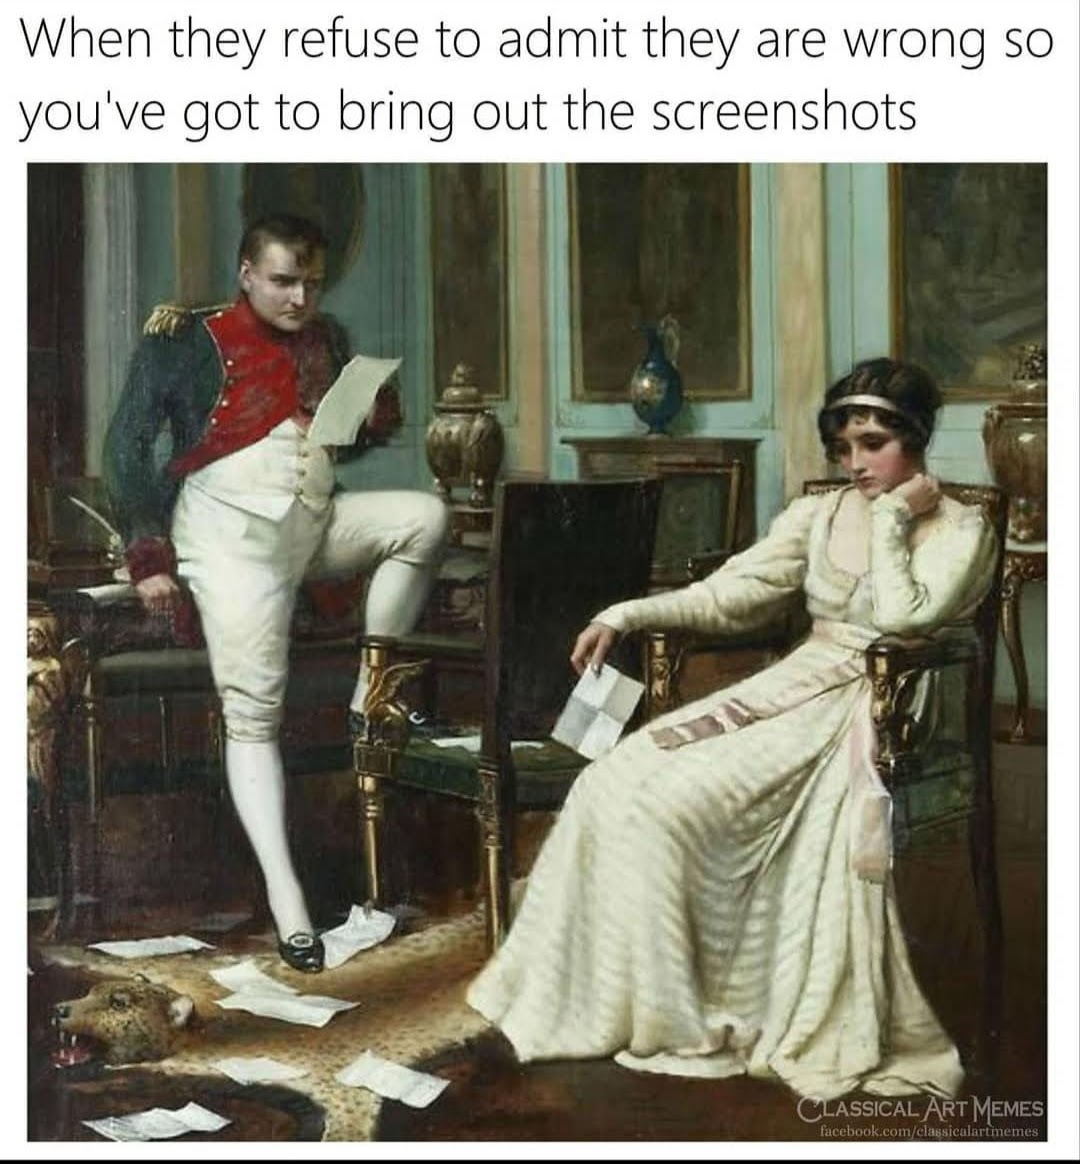 When they refuse to admit they are wrong so
you've got to bring out the screenshots
CLASSICAL ART MEMES
facebook.com/classicalartmemes